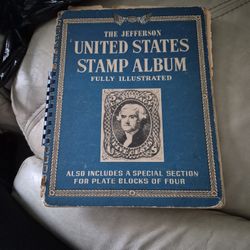 THE JEFFERSON
UNITED STATES
STAMP ALBUM
FULLY ILLUSTRATED
ALSO INCLUDES A SPECIAL SECTION
FOR PLATE BLOCKS OF FOUR